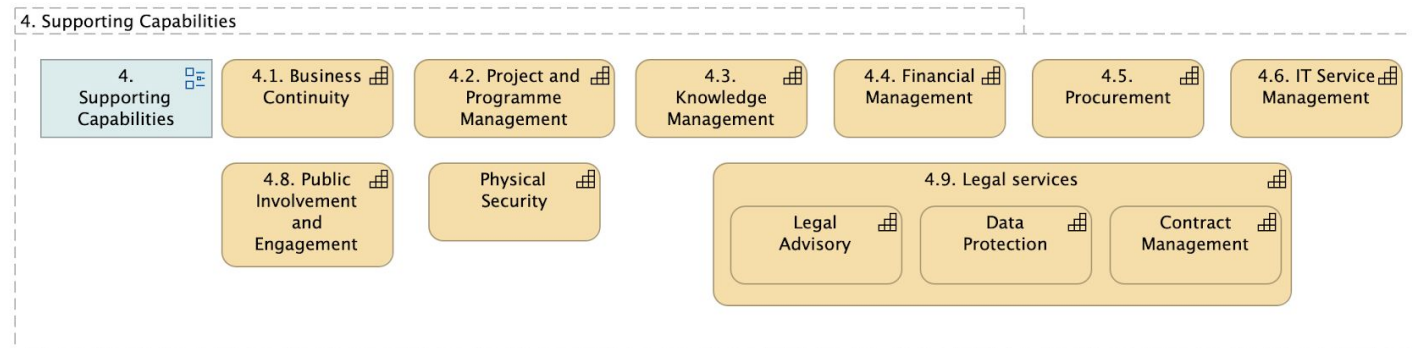 4. Supporting Capabilities
4.
Supporting
Capabilities
4.1. Business
Continuity
4.2. Project and
Programme
Management
4.3.
Knowledge
Management
4.4. Financial
Management
4.5.
Procurement
4.6. IT Service
Management
4.8. Public
Involvement
and
Engagement
Physical
Security
4.9. Legal services
Legal
Advisory
Data
Protection
Contract
Management